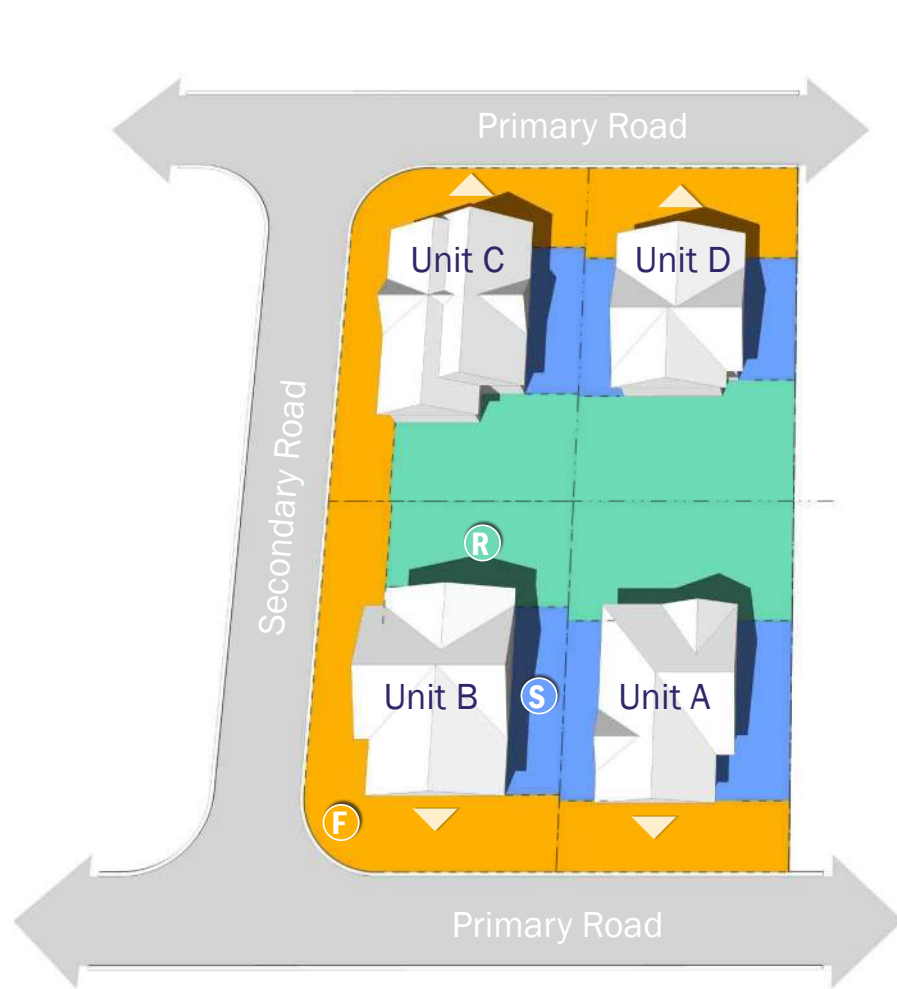 Primary Road
Unit C
Unit D
Secondary Road
R
Unit B
S
Unit A
F
Primary Road